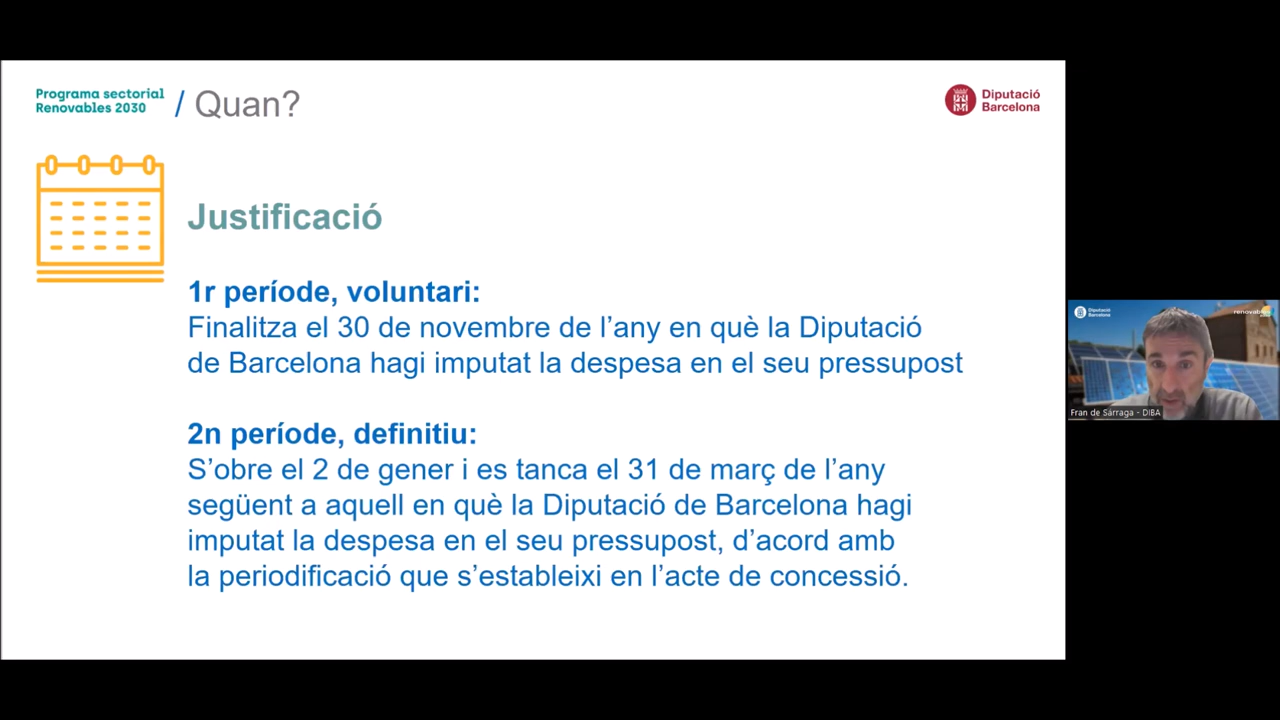 Programa sectorial
Renovables 2030
/ Quan?
Diputació
Barcelona
Justificació
1r període, voluntari:
Finalitza el 30 de novembre de l’any en què la Diputació
de Barcelona hagi imputat la despesa en el seu pressupost
2n període, definitiu:
S’obre el 2 de gener i es tanca el 31 de març de l’any
següent a aquell en què la Diputació de Barcelona hagi
imputat la despesa en el seu pressupost, d’acord amb
la periodificació que s’estableixi en l’acte de concessió.
Diputació
Barcelona
Fran de Sárraga - DIBA